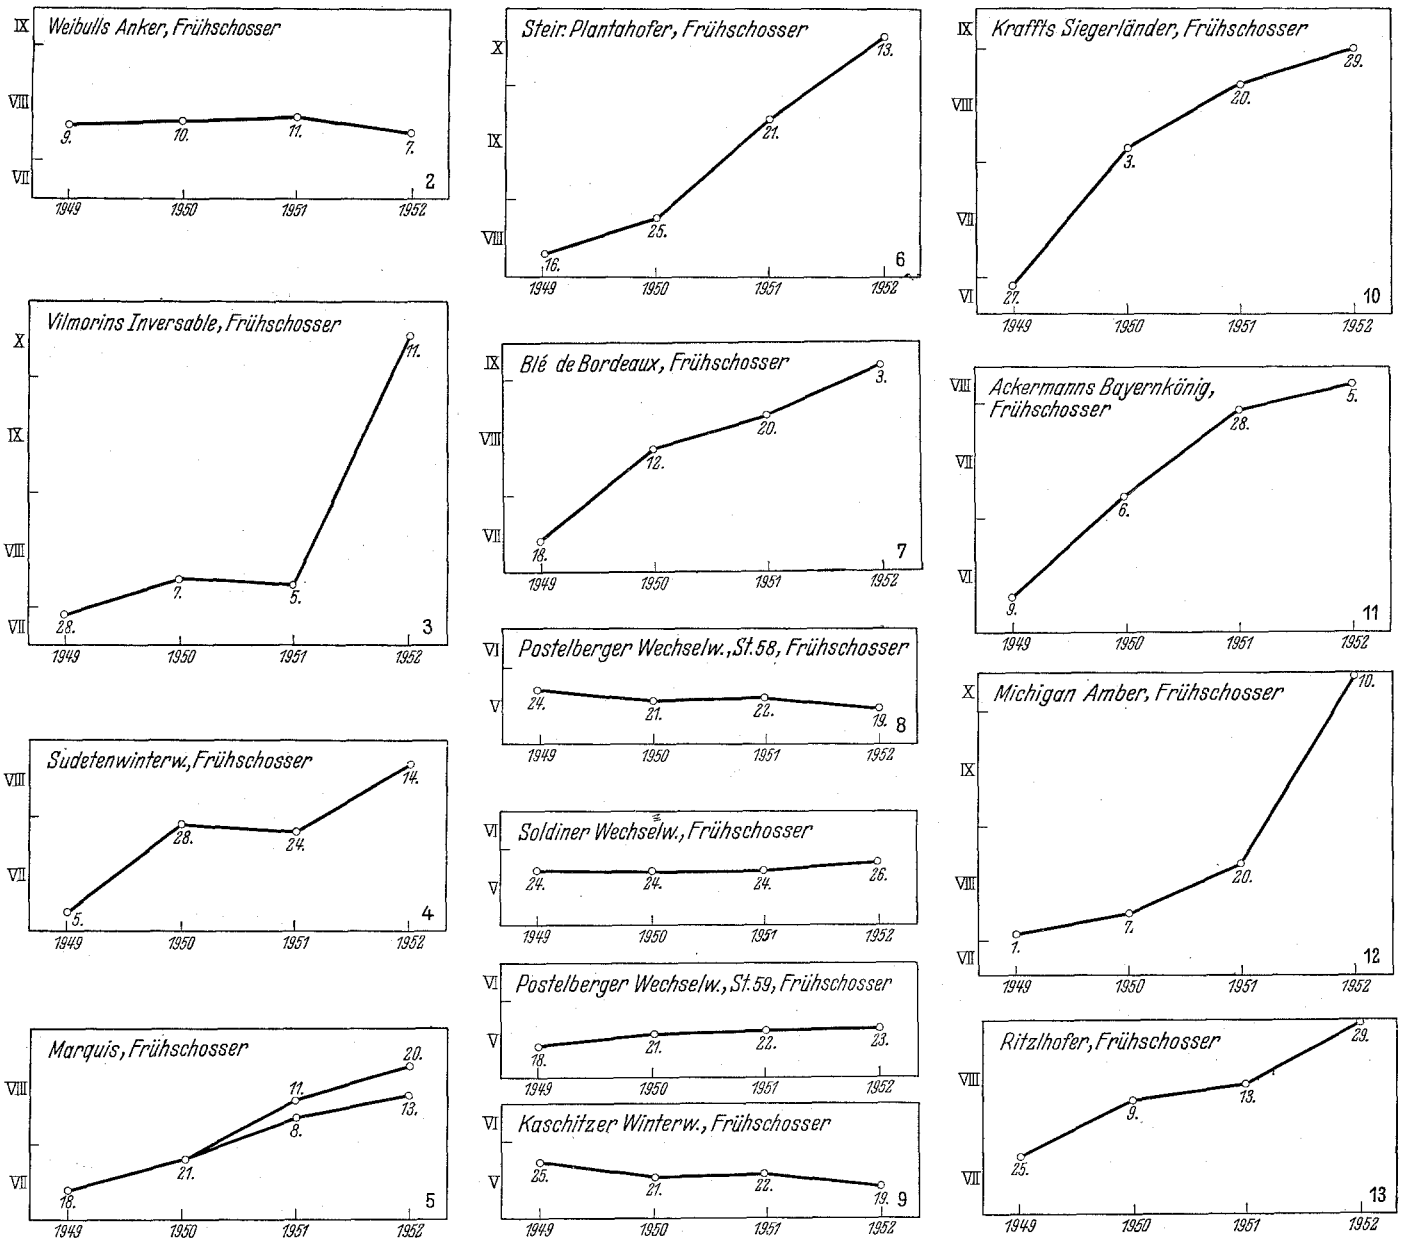 Weibulls Anker, Frühschosser
IX
VIII
VII
9.
10.
11.
7.
2
1949
1950
1951
1952
Vilmorins Inversable, Frühschosser
X
IX
VIII
VII
28.
7.
5.
11.
3
1949
1950
1951
1952
Sudetenwinterw., Frühschosser
VIII
VII
5.
28.
24.
14.
4
1949
1950
1951
1952
Marquis, Frühschosser
VIII
VII
18.
21.
11.
20.
8.
13.
5
1949
1950
1951
1952
Steir. Plantahofer, Frühschosser
X
IX
VIII
16.
25.
21.
13.
6
1949
1950
1951
1952
Blé de Bordeaux, Frühschosser
IX
VIII
VII
18.
12.
20.
3.
7
1949
1950
1951
1952
Postelberger Wechselw., St. 58, Frühschosser
VI
V
24.
21.
22.
19.
8
1949
1950
1951
1952
Soldiner Wechselw., Frühschosser
VI
V
24.
24.
24.
26.
1949
1950
1951
1952
Postelberger Wechselw., St. 59, Frühschosser
VI
V
18.
21.
22.
23.
1949
1950
1951
1952
Kaschitzer Winterw., Frühschosser
VI
V
25.
21.
22.
19.
9
1949
1950
1951
1952
Kraffts Siegerländer, Frühschosser
IX
VIII
VII
VI
27.
3.
20.
29.
10
1949
1950
1951
1952
Ackermanns Bayernkönig,
Frühschosser
VIII
VII
VI
9.
6.
28.
5.
11
1949
1950
1951
1952
Michigan Amber, Frühschosser
X
IX
VIII
VII
1.
7.
20.
10.
12
1949
1950
1951
1952
Ritzlhofer, Frühschosser
VIII
VII
25.
9.
13.
29.
13
1949
1950
1951
1952